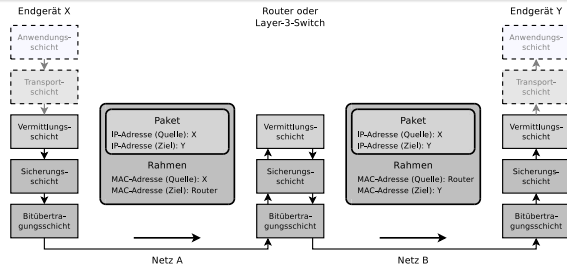 Endgerät X
Router oder
Layer-3-Switch
Endgerät Y
Anwendungs-
schicht
Transport-
schicht
Vermittlungs-
schicht
Sicherungs-
schicht
Bitübertra-
gungsschicht
Paket
IP-Adresse (Quelle): X
IP-Adresse (Ziel): Y
Rahmen
MAC-Adresse (Quelle): X
MAC-Adresse (Ziel): Router
Vermittlungs-
schicht
Sicherungs-
schicht
Bitübertra-
gungsschicht
Paket
IP-Adresse (Quelle): X
IP-Adresse (Ziel): Y
Rahmen
MAC-Adresse (Quelle): Router
MAC-Adresse (Ziel): Y
Anwendungs-
schicht
Transport-
schicht
Vermittlungs-
schicht
Sicherungs-
schicht
Bitübertra-
gungsschicht
Netz A
Netz B